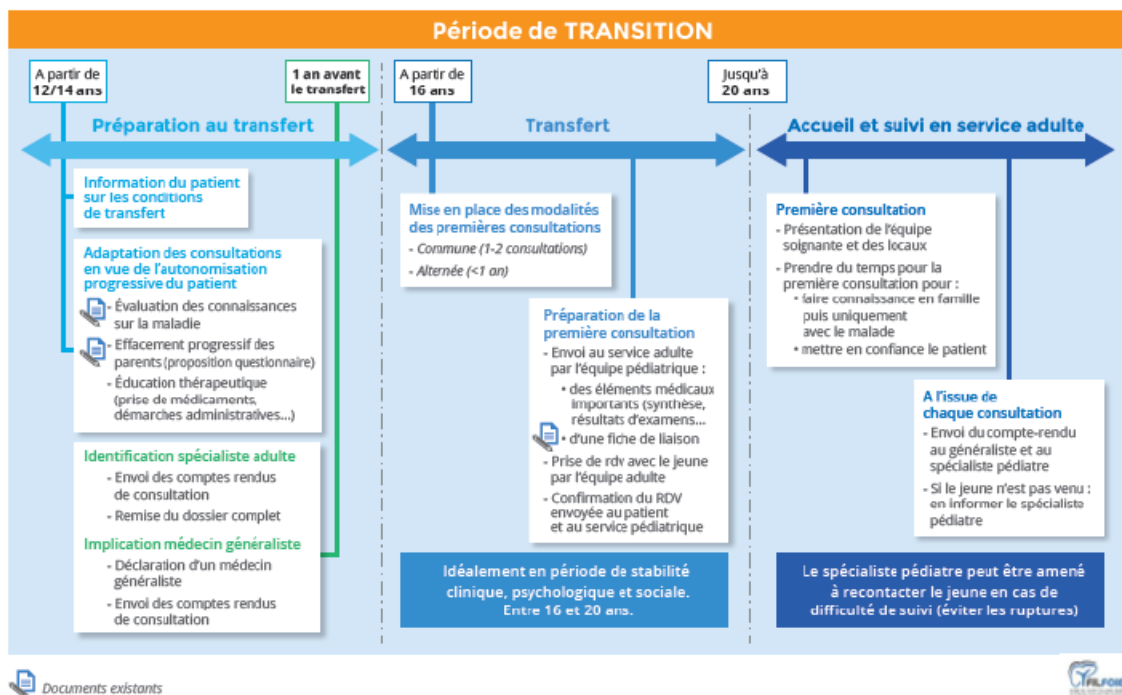 Période de TRANSITION
A partir de
12/14 ans
1 an avant
le transfert
A partir de
16 ans
Jusqu'à
20 ans
Préparation au transfert
Transfert
Accueil et suivi en service adulte
Information du patient
sur les conditions
de transfert
Adaptation des consultations
en vue de l'autonomisation
progressive du patient
- Évaluation des connaissances
sur la maladie
- Effacement progressif des
parents (proposition questionnaire)
- Éducation thérapeutique
(prise de médicaments,
démarches administratives...)
Identification spécialiste adulte
- Envoi des comptes rendus
de consultation
- Remise du dossier complet
Implication médecin généraliste
- Déclaration d'un médecin
généraliste
- Envoi des comptes rendus
de consultation
Mise en place des modalités
des premières consultations
- Commune (1-2 consultations)
- Alternée (<1 an)
Préparation de la
première consultation
- Envoi au service adulte
par l'équipe pédiatrique :
• des éléments médicaux
importants (synthèse,
résultats d'examens...
• d'une fiche de liaison
- Prise de rdv avec le jeune
par l'équipe adulte
- Confirmation du RDV
envoyée au patient
et au service pédiatrique
Idéalement en période de stabilité
clinique, psychologique et sociale.
Entre 16 et 20 ans.
Première consultation
- Présentation de l'équipe
soignante et des locaux
- Prendre du temps pour la
première consultation pour :
• faire connaissance en famille
puis uniquement
avec le malade
• mettre en confiance le patient
A l'issue de
chaque consultation
- Envoi du compte-rendu
au généraliste et au
spécialiste pédiatre
- Si le jeune n'est pas venu :
en informer le spécialiste
pédiatre
Le spécialiste pédiatre peut être amené
à recontacter le jeune en cas de
difficulté de suivi (éviter les ruptures)
Documents existants
FILFOIE